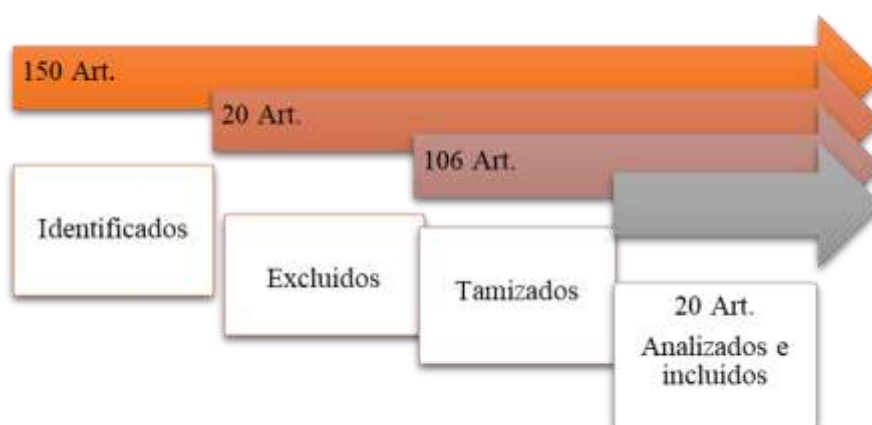 150 Art.
20 Art.
106 Art.
Identificados
Excluidos
Tamizados
20 Art.
Analizados e
incluidos